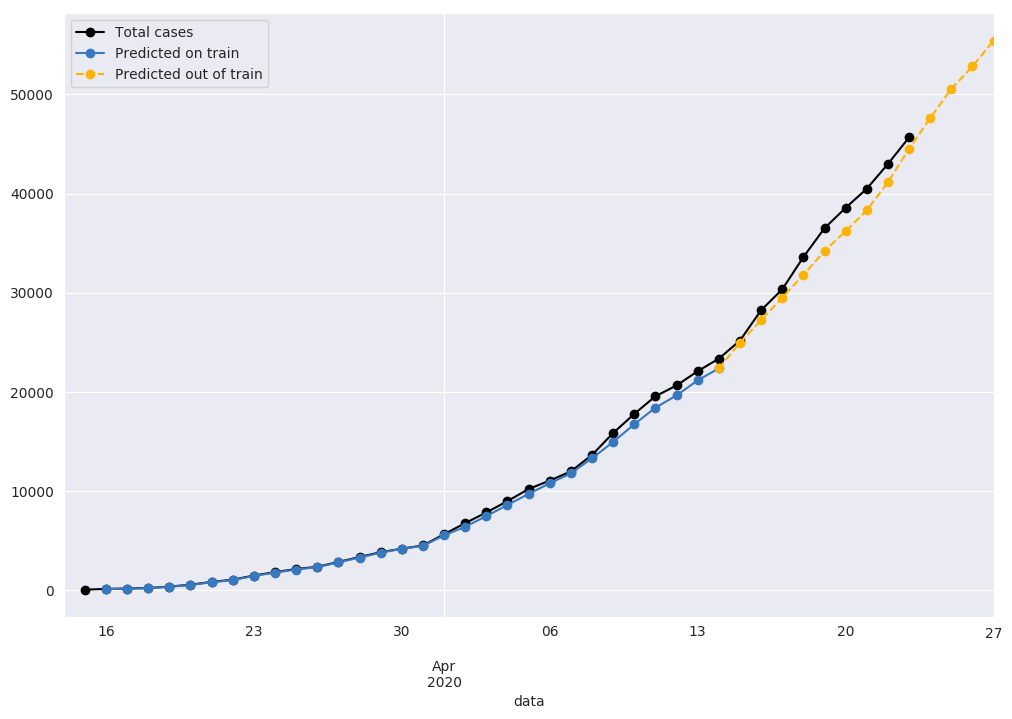 Total cases
Predicted on train
Predicted out of train
50000
40000
30000
20000
10000
0
16 23 30 06 13 20 27
Apr
2020
data